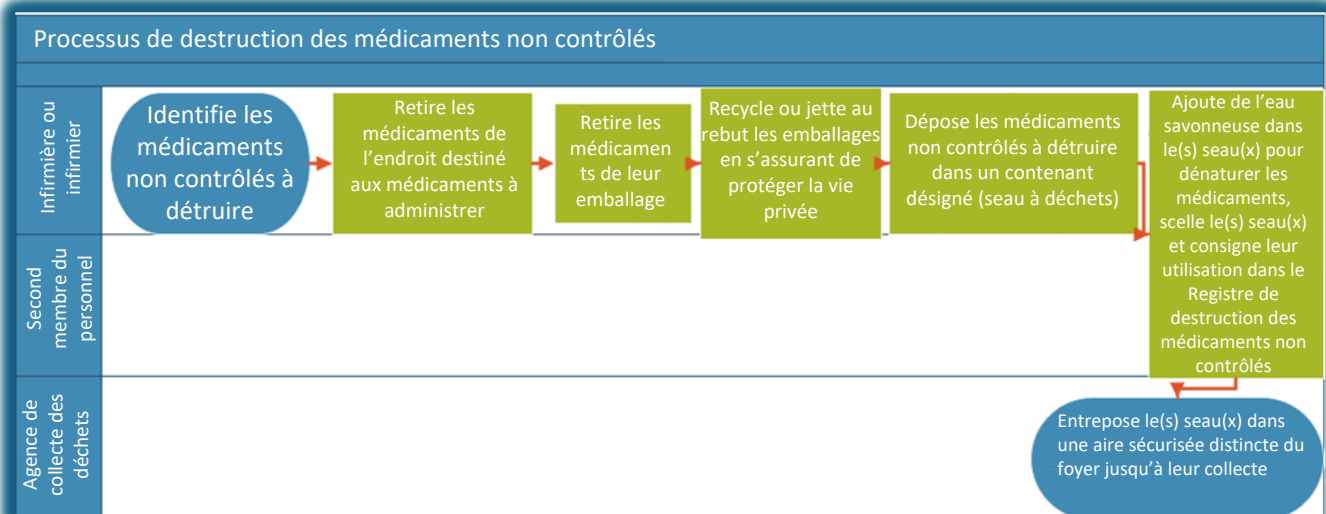 Processus de destruction des médicaments non contrôlés
Infirmière ou
infirmier
Identifie les
médicaments
non contrôlés à
détruire
Retire les
médicaments de
l'endroit destiné
aux médicaments à
administrer
Retire les
médicamen
ts de leur
emballage
Recycle ou jette au
rebut les emballages
en s'assurant de
protéger la vie
privée
Dépose les médicaments
non contrôlés à détruire
dans un contenant
désigné (seau à déchets)
Ajoute de l'eau
savonneuse dans
le(s) seau(x) pour
dénaturer les
médicaments,
scelle le(s) seau(x)
et consigne leur
utilisation dans le
Registre de
destruction des
médicaments non
contrôlés
Second
membre du
personnel
Agence de
collecte des
déchets
Entrepose le(s) seau(x) dans
une aire sécurisée distincte du
foyer jusqu'à leur collecte